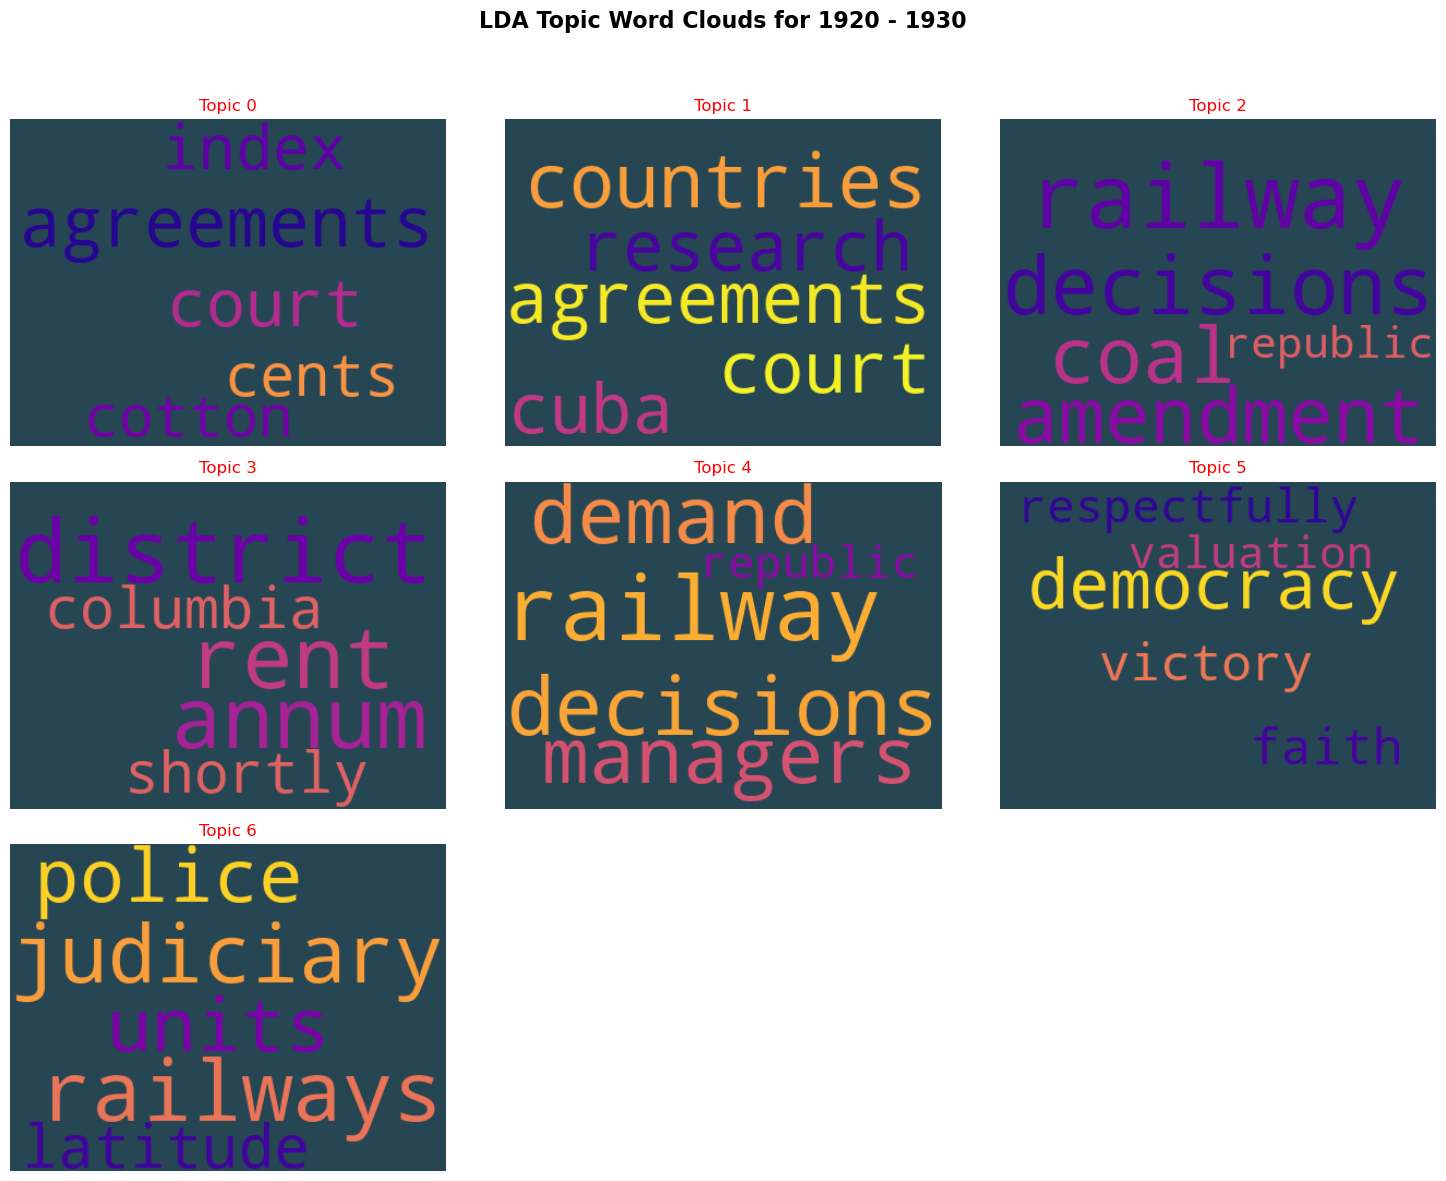 LDA Topic Word Clouds for 1920 - 1930
Topic 0
index
agreements
court
cents
cotton
Topic 1
countries
research
agreements
court
cuba
Topic 2
railway
decisions
republic
coal
amendment
Topic 3
district
columbia
rent
annum
shortly
Topic 4
demand
republic
railway
decisions
managers
Topic 5
respectfully
valuation
democracy
victory
faith
Topic 6
police
judiciary
units
railways
latitude